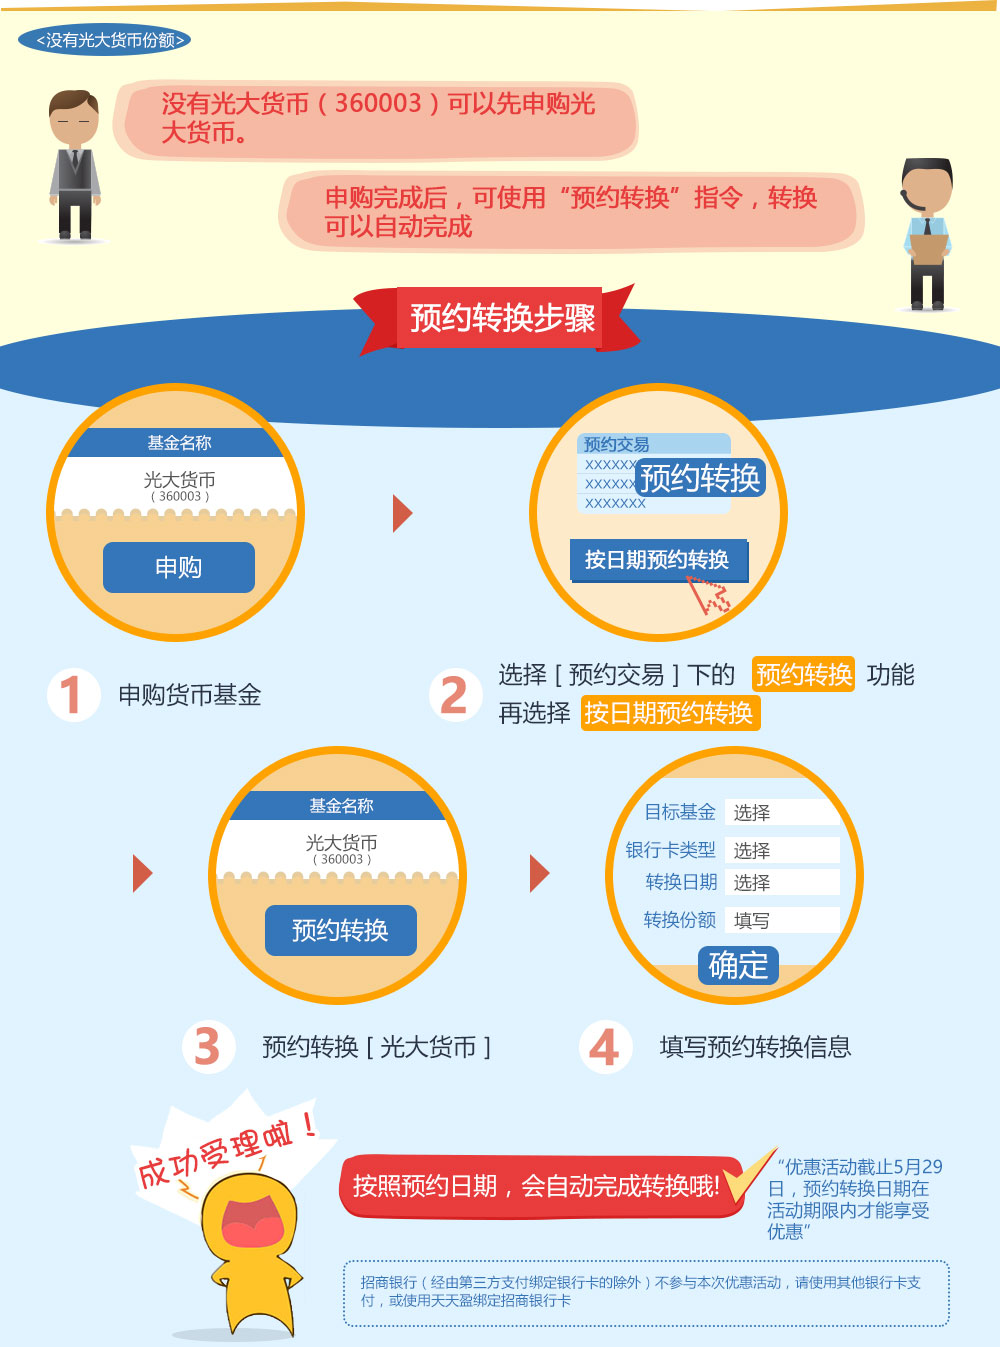 <没有光大货币份额>
没有光大货币（360003）可以先申购光
大货币。
申购完成后，可使用“预约转换”指令，转换
可以自动完成
预约转换步骤
基金名称
光大货币
（360003）
申购
预约交易
XXXXXX
XXXXXX
XXXXXXX
预约转换
按日期预约转换
1 申购货币基金
2 选择［预约交易］下的 预约转换 功能
再选择 按日期预约转换
基金名称
光大货币
（360003）
预约转换
目标基金 选择
银行卡类型 选择
转换日期 选择
转换份额 填写
确定
3 预约转换［光大货币］
4 填写预约转换信息
成功受理啦！
按照预约日期，会自动完成转换哦!
“优惠活动截止5月29
日，预约转换日期在
活动期限内才能享受
优惠”
招商银行（经由第三方支付绑定银行卡的除外）不参与本次优惠活动，请使用其他银行卡支
付，或使用天天盈绑定招商银行卡